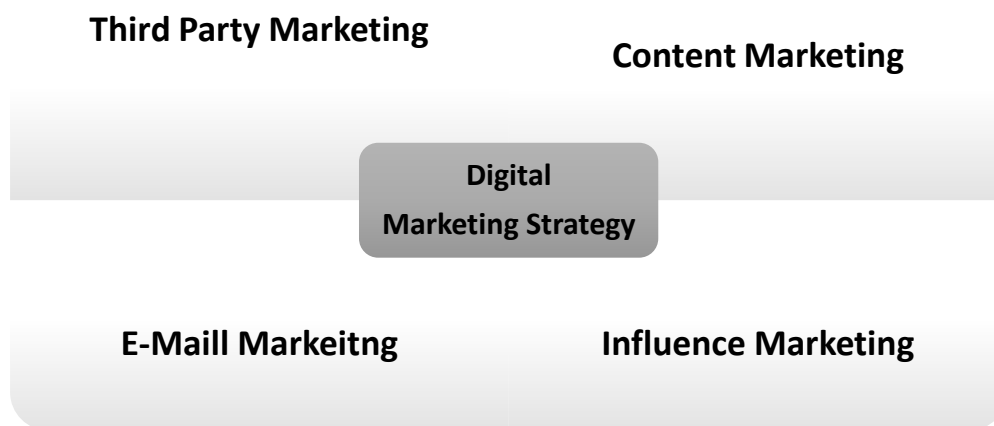 Third Party Marketing
Content Marketing
Digital
Marketing Strategy
E-Maill Markeitng
Influence Marketing